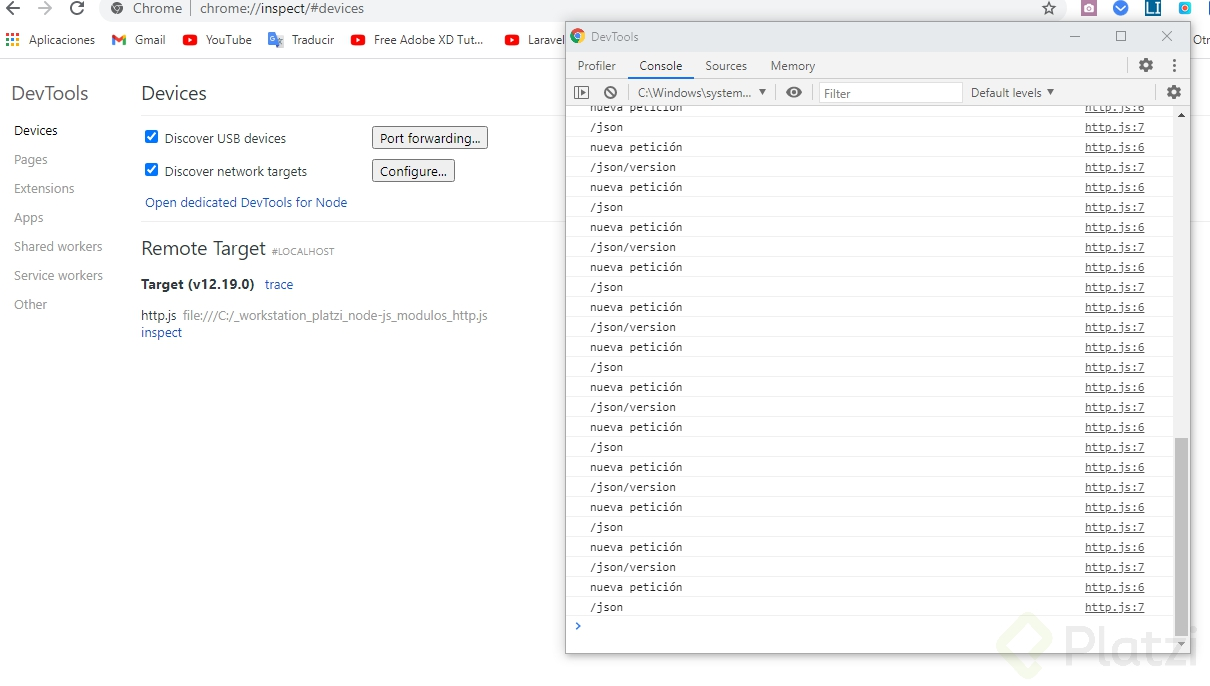 Chrome chrome://inspect/#devices
Aplicaciones Gmail YouTube Traducir Free Adobe XD Tut... Laravel
DevTools
Devices
Pages
Extensions
Apps
Shared workers
Service workers
Other
Devices
Discover USB devices Port forwarding...
Discover network targets Configure...
Open dedicated DevTools for Node
Remote Target #LOCALHOST
Target (v12.19.0) trace
http.js file:///C:/_workstation_platzi_node-js_modulos_http.js
inspect
DevTools
Profiler Console Sources Memory
C:\Windows\system... Filter Default levels
nueva petición http.js:6
/json http.js:7
nueva petición http.js:6
/json/version http.js:7
nueva petición http.js:6
/json http.js:7
nueva petición http.js:6
/json/version http.js:7
nueva petición http.js:6
/json http.js:7
nueva petición http.js:6
/json/version http.js:7
nueva petición http.js:6
/json http.js:7
nueva petición http.js:6
/json/version http.js:7
nueva petición http.js:6
/json http.js:7
nueva petición http.js:6
/json/version http.js:7
nueva petición http.js:6
/json http.js:7
nueva petición http.js:6
/json/version http.js:7
nueva petición http.js:6
/json http.js:7
Platzi